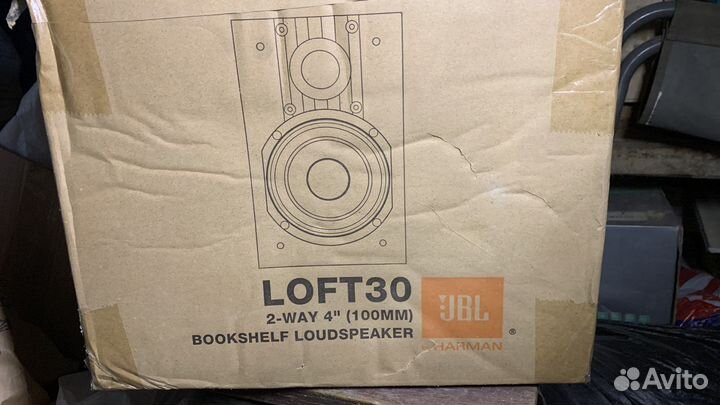 LOFT30
2-WAY 4" (100MM)
BOOKSHELF LOUDSPEAKER
JBL
®
HARMAN
Avito